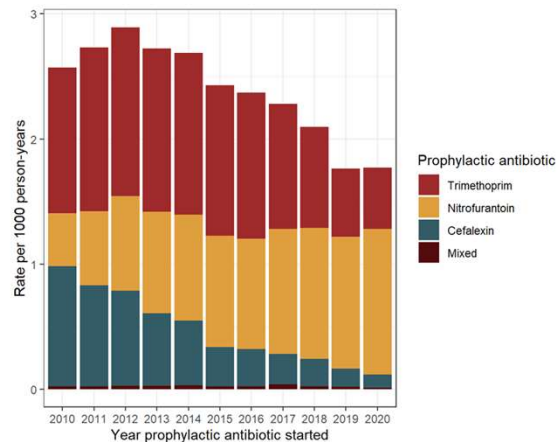 3
2
1
0
Rate per 1000 person-years
2010 2011 2012 2013 2014 2015 2016 2017 2018 2019 2020
Year prophylactic antibiotic started
Prophylactic antibiotic
Trimethoprim
Nitrofurantoin
Cefalexin
Mixed